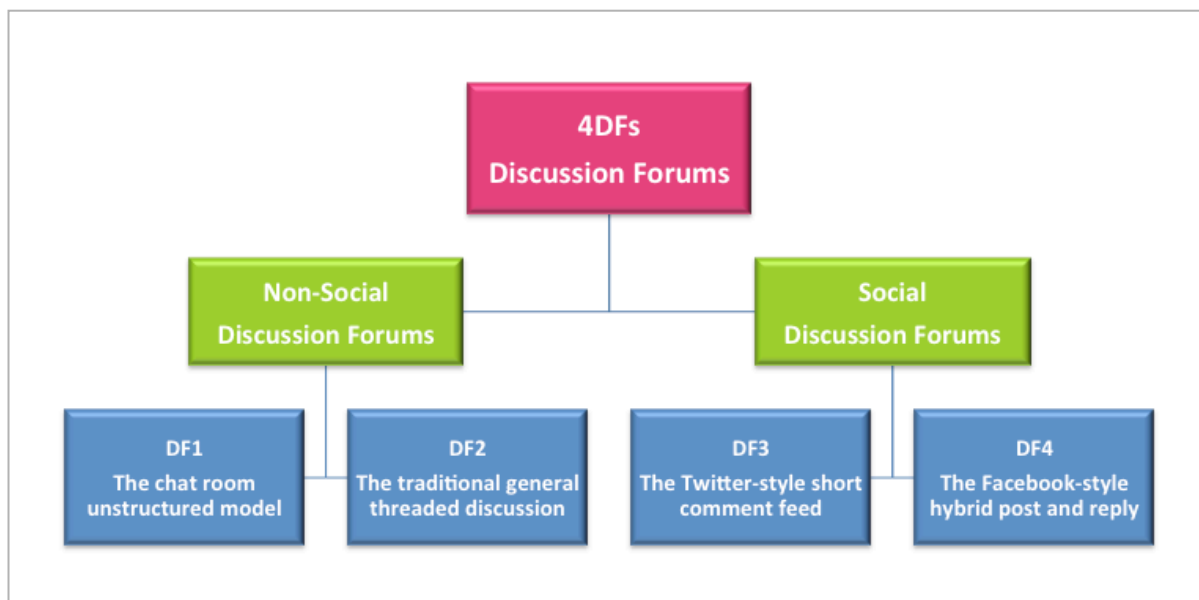 4DFs
Discussion Forums
Non-Social
Discussion Forums
Social
Discussion Forums
DF1
The chat room
unstructured model
DF2
The traditional general
threaded discussion
DF3
The Twitter-style short
comment feed
DF4
The Facebook-style
hybrid post and reply